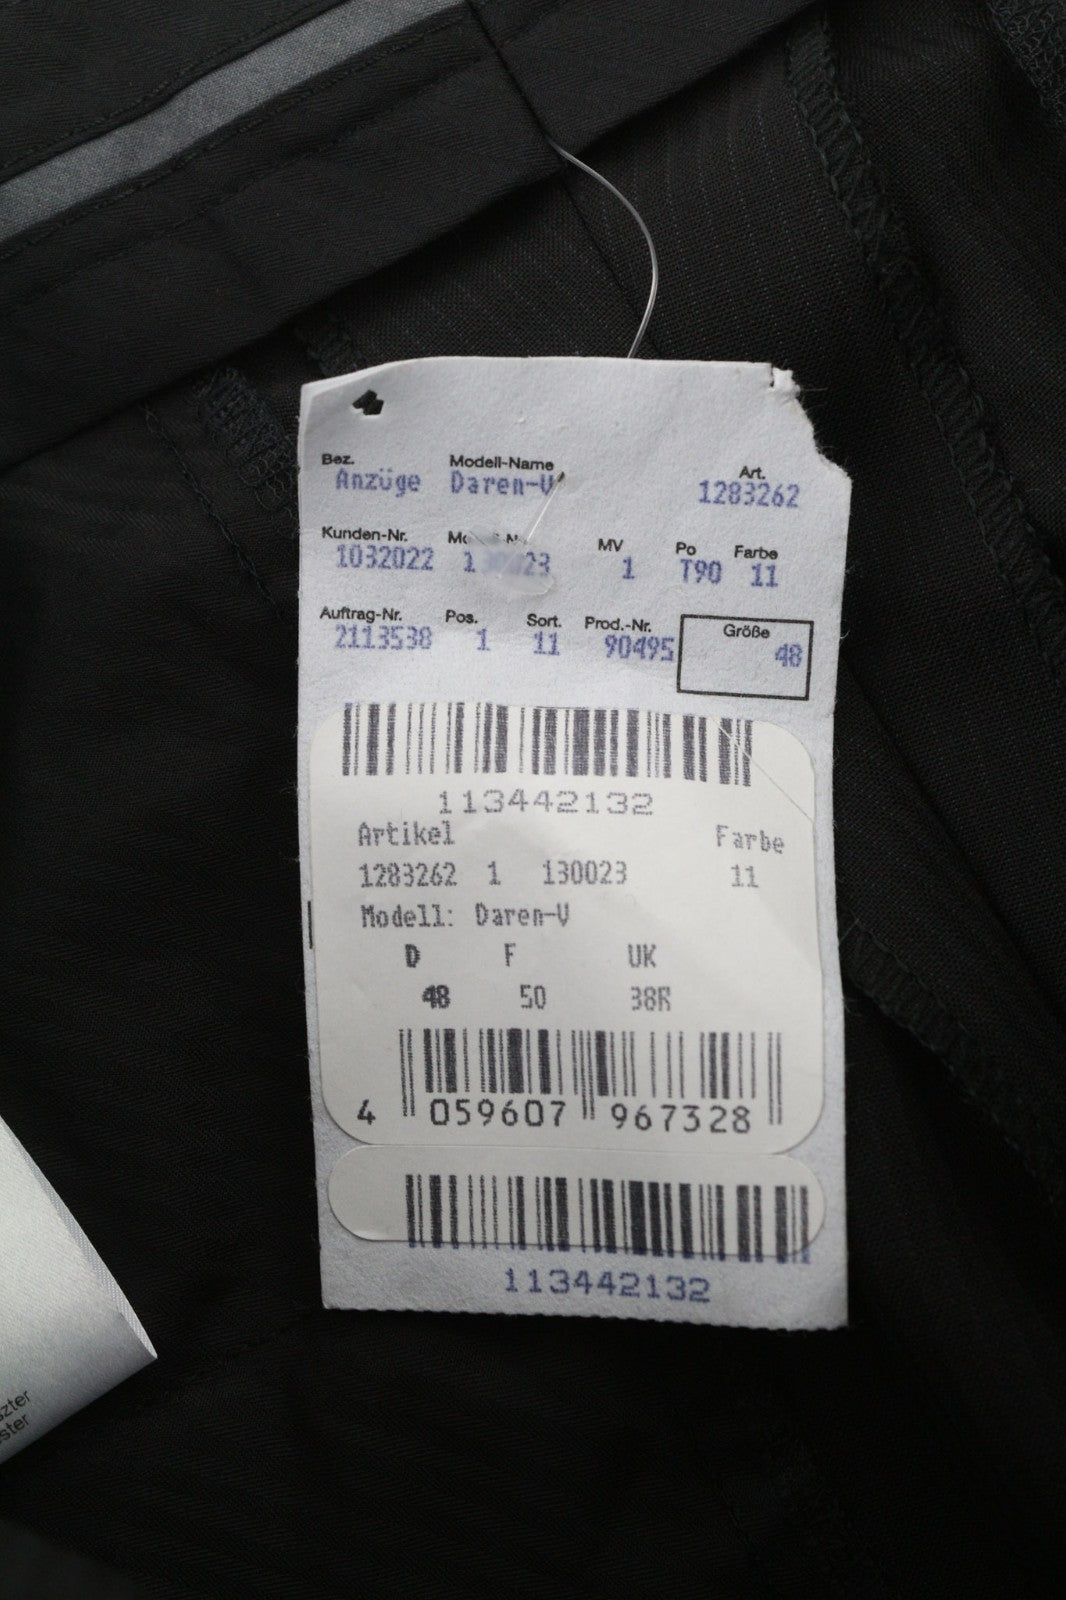 Bez. Modell-Name Art.
Anzüge Daren-V 1283262
Kunden-Nr. MV Po Farbe
1032022 1 T90 11
Auftrag-Nr. Pos. Sort. Prod.-Nr. Größe
2113538 1 11 90495 48
113442132
Artikel Farbe
1283262 1 130023 11
Modell: Daren-V
D F UK
48 50 38R
4 059607 967328
113442132